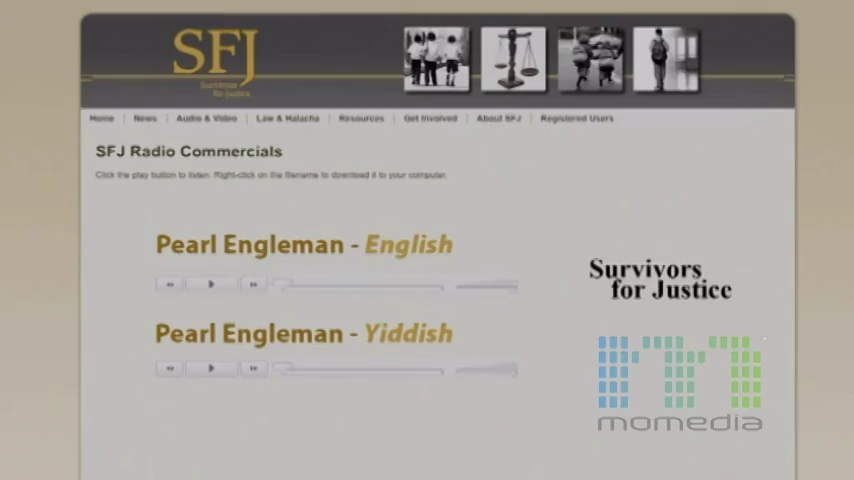 SFJ
Survivors
for Justice
Home News Audio & Video Law & Halacha Resources Get Involved About SFJ Registered Users
SFJ Radio Commercials
Click the play button to listen. Right-click on the filename to download it to your computer.
Pearl Engleman - English
Survivors
for Justice
Pearl Engleman - Yiddish
momedia